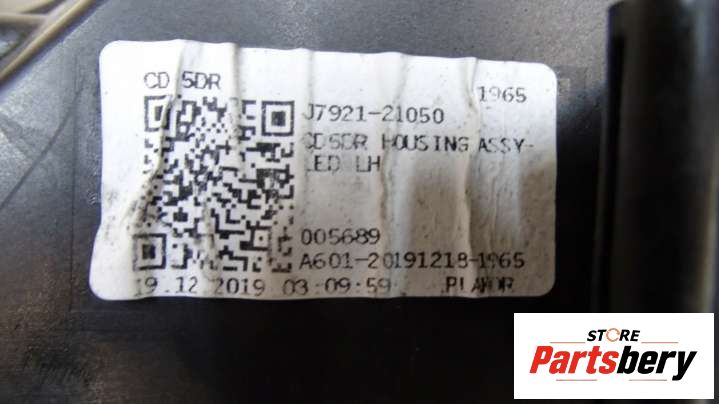 CD 5DR 1965
J7921-21050
CD5DR HOUSING ASSY-
LED LH
005689
A601-20191218-1965
19.12.2019 03:09:59
STORE
Partsbery